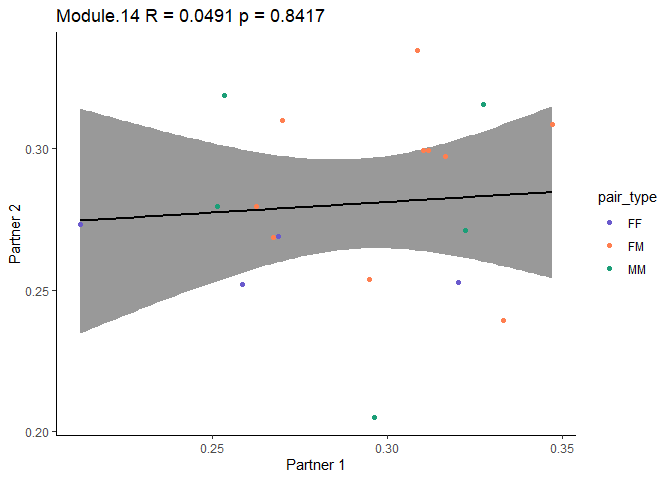 Module.14 R = 0.0491 p = 0.8417
0.30
0.25
0.20
Partner 2
0.25
0.30
0.35
Partner 1
pair_type
FF
FM
MM